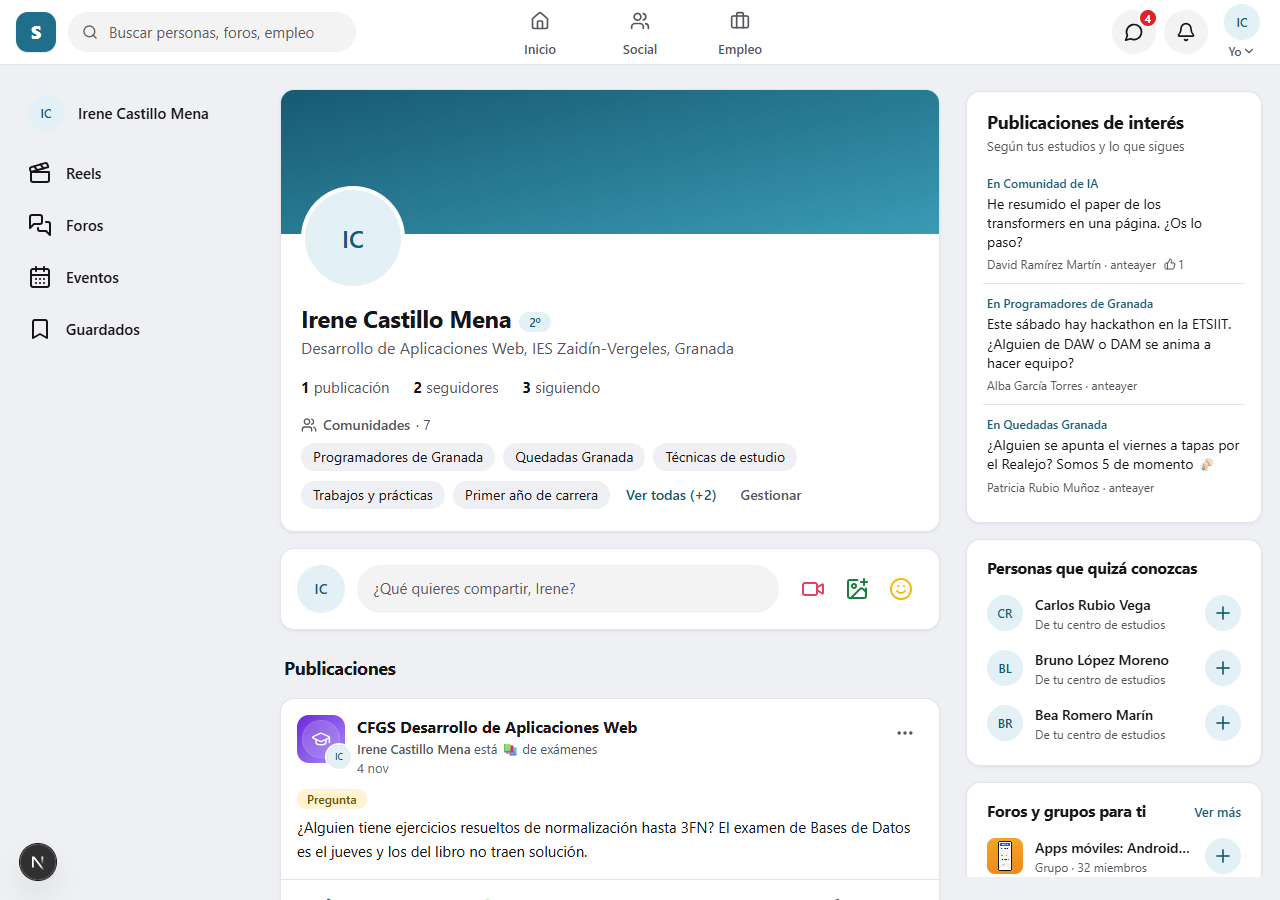 S
Buscar personas, foros, empleo
Inicio
Social
Empleo
4
IC
Yo
IC
Irene Castillo Mena
Reels
Foros
Eventos
Guardados
N
IC
Irene Castillo Mena 2º
Desarrollo de Aplicaciones Web, IES Zaidín-Vergeles, Granada
1 publicación 2 seguidores 3 siguiendo
Comunidades · 7
Programadores de Granada Quedadas Granada Técnicas de estudio
Trabajos y prácticas Primer año de carrera Ver todas (+2) Gestionar
IC
¿Qué quieres compartir, Irene?
Publicaciones
CFGS Desarrollo de Aplicaciones Web
IC
Irene Castillo Mena está 📚 de exámenes
4 nov
Pregunta
¿Alguien tiene ejercicios resueltos de normalización hasta 3FN? El examen de Bases de Datos
es el jueves y los del libro no traen solución.
Publicaciones de interés
Según tus estudios y lo que sigues
En Comunidad de IA
He resumido el paper de los
transformers en una página. ¿Os lo
paso?
David Ramírez Martín · anteayer 1
En Programadores de Granada
Este sábado hay hackathon en la ETSIIT.
¿Alguien de DAW o DAM se anima a
hacer equipo?
Alba García Torres · anteayer
En Quedadas Granada
¿Alguien se apunta el viernes a tapas por
el Realejo? Somos 5 de momento
Patricia Rubio Muñoz · anteayer
Personas que quizá conozcas
CR
Carlos Rubio Vega
De tu centro de estudios
BL
Bruno López Moreno
De tu centro de estudios
BR
Bea Romero Marín
De tu centro de estudios
Foros y grupos para ti Ver más
Apps móviles: Android...
Grupo · 32 miembros